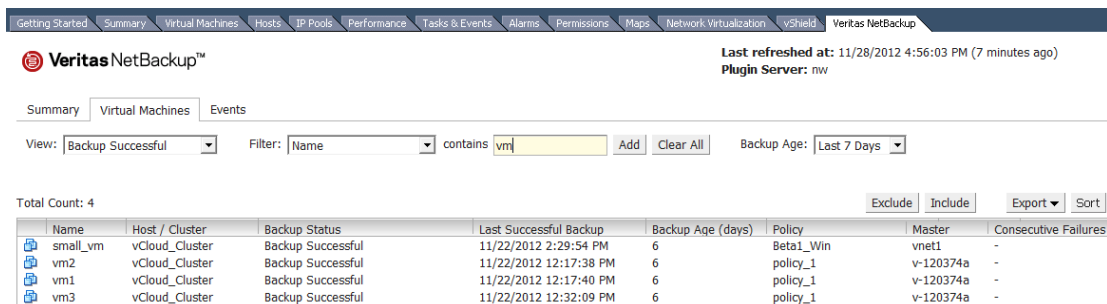 Getting Started Summary Virtual Machines Hosts IP Pools Performance Tasks & Events Alarms Permissions Maps Network Virtualization vShield Veritas NetBackup
Veritas NetBackup™
Last refreshed at: 11/28/2012 4:56:03 PM (7 minutes ago)
Plugin Server: nw
Summary Virtual Machines Events
View: Backup Successful Filter: Name contains vm Add Clear All Backup Age: Last 7 Days
Total Count: 4 Exclude Include Export Sort
Name Host / Cluster Backup Status Last Successful Backup Backup Age (days) Policy Master Consecutive Failures
small_vm vCloud_Cluster Backup Successful 11/22/2012 2:29:54 PM 6 Beta1_Win vnet1 -
vm2 vCloud_Cluster Backup Successful 11/22/2012 12:17:38 PM 6 policy_1 v-120374a -
vm1 vCloud_Cluster Backup Successful 11/22/2012 12:17:40 PM 6 policy_1 v-120374a -
vm3 vCloud_Cluster Backup Successful 11/22/2012 12:32:09 PM 6 policy_1 v-120374a -